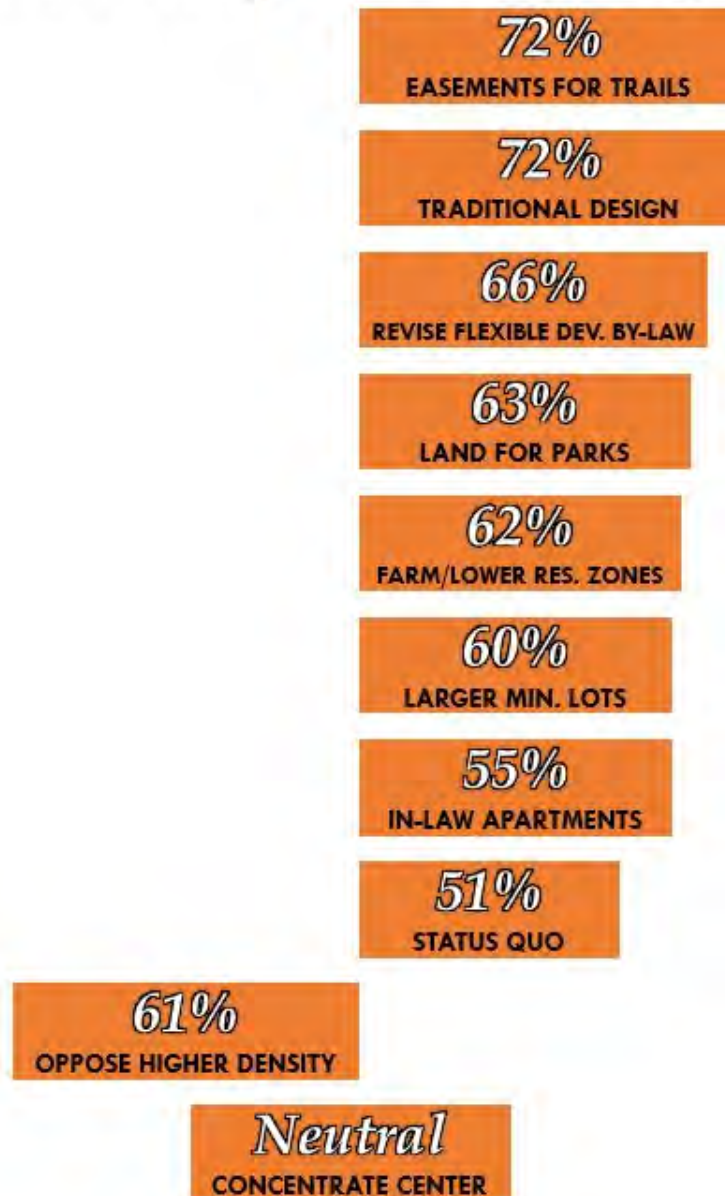 72%
EASEMENTS FOR TRAILS
72%
TRADITIONAL DESIGN
66%
REVISE FLEXIBLE DEV. BY-LAW
63%
LAND FOR PARKS
62%
FARM/LOWER RES. ZONES
60%
LARGER MIN. LOTS
55%
IN-LAW APARTMENTS
51%
STATUS QUO
61%
OPPOSE HIGHER DENSITY
Neutral
CONCENTRATE CENTER